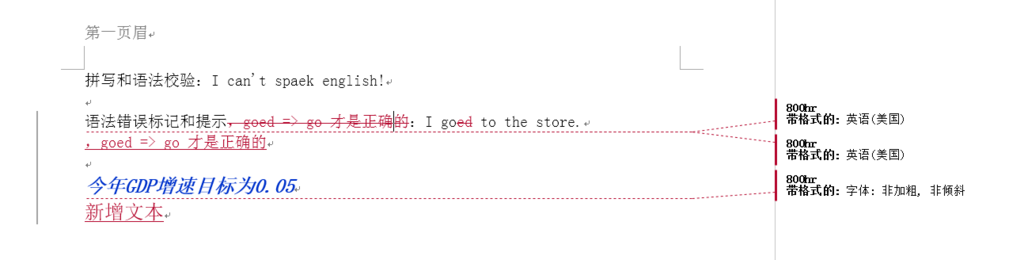 第一页眉
拼写和语法校验：I can't spaek english!
语法错误标记和提示，goed => go 才是正确的：I goed to the store.
，goed => go 才是正确的
今年GDP增速目标为0.05
新增文本
800hr
带格式的：英语(美国)
800hr
带格式的：英语(美国)
800hr
带格式的：字体：非加粗，非倾斜